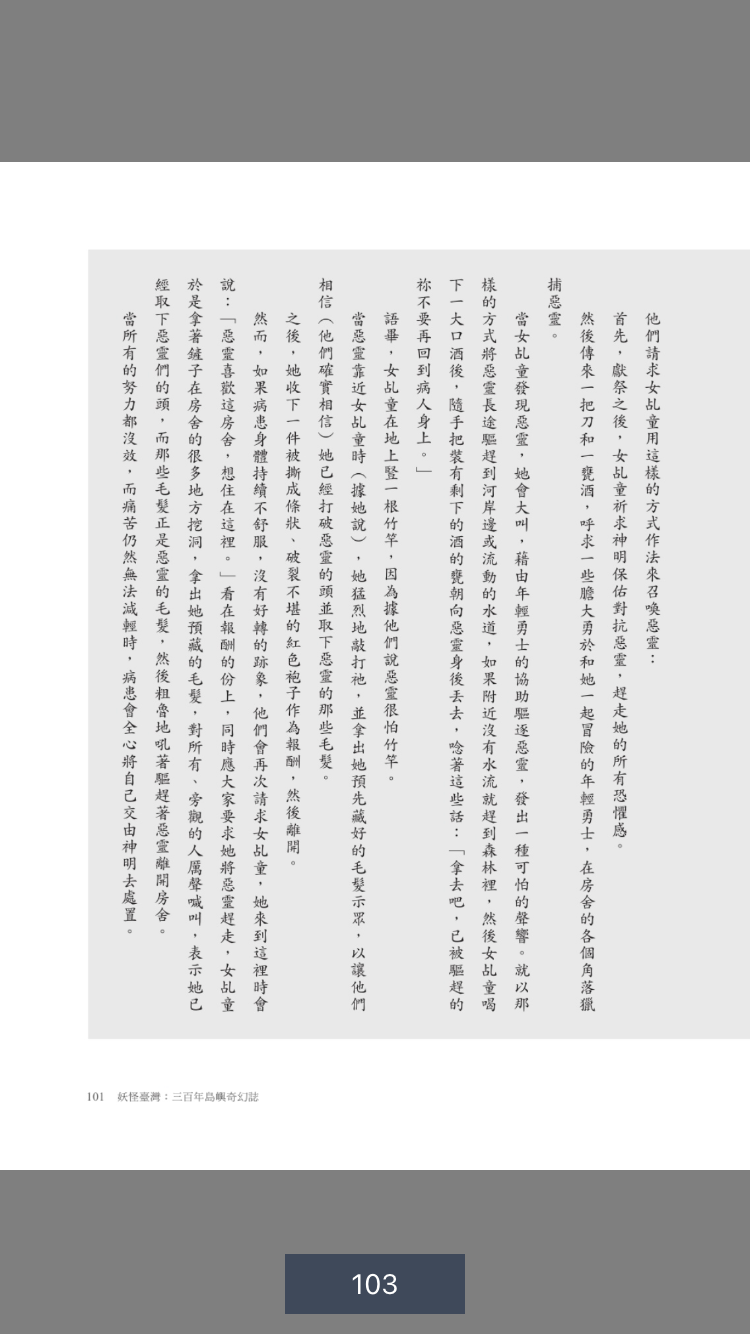 他們請求女乩童用這樣的方式作法來召喚惡靈：
首先，獻祭之後，女乩童祈求神明保佑對抗惡靈，趕走她的所有恐懼感。
然後傳來一把刀和一甕酒，呼求一些膽大勇於和她一起冒險的年輕勇士，在房舍的各個角落獵
捕惡靈。
當女乩童發現惡靈，她會大叫，藉由年輕勇士的協助驅逐惡靈，發出一種可怕的聲響。就以那
樣的方式將惡靈長途驅趕到河岸邊或流動的水道，如果附近沒有水流就趕到森林裡，然後女乩童喝
下一大口酒後，隨手把裝有剩下的酒的甕朝向惡靈身後丟去，唸著這些話：「拿去吧，已被驅趕的
祢不要再回到病人身上。」
語畢，女乩童在地上豎一根竹竿，因為據他們說惡靈很怕竹竿。
當惡靈靠近女乩童時（據她說），她猛烈地敲打祂，並拿出她預先藏好的毛髮示眾，以讓他們
相信（他們確實相信）她已經打破惡靈的頭並取下惡靈的那些毛髮。
之後，她收下一件被撕成條狀、破裂不堪的紅色袍子作為報酬，然後離開。
然而，如果病患身體持續不舒服，沒有好轉的跡象，他們會再次請求女乩童，她來到這裡時會
說：「惡靈喜歡這房舍，想住在這裡。」看在報酬的份上，同時應大家要求她將惡靈趕走，女乩童
於是拿著鏟子在房舍的很多地方挖洞，拿出她預藏的毛髮，對所有、旁觀的人厲聲喊叫，表示她已
經取下惡靈們的頭，而那些毛髮正是惡靈的毛髮，然後粗魯地吼著驅趕著惡靈離開房舍。
當所有的努力都沒效，而痛苦仍然無法減輕時，病患會全心將自己交由神明去處置。
101 妖怪臺灣：三百年島嶼奇幻誌
103